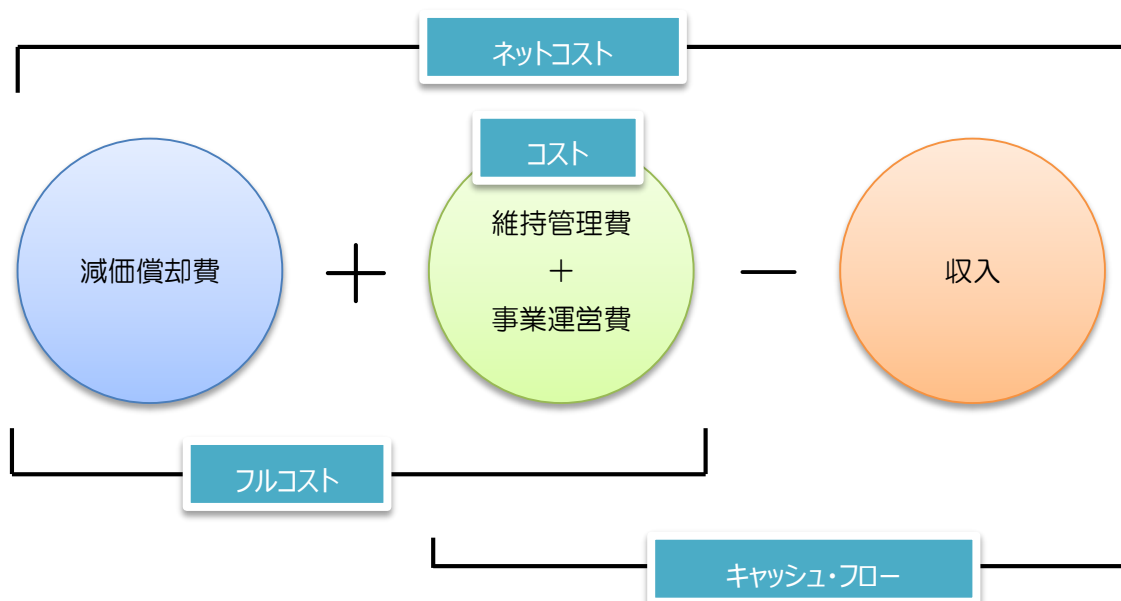 ネットコスト
コスト
減価償却費
＋
維持管理費
＋
事業運営費
－
収入
フルコスト
キャッシュ・フロー